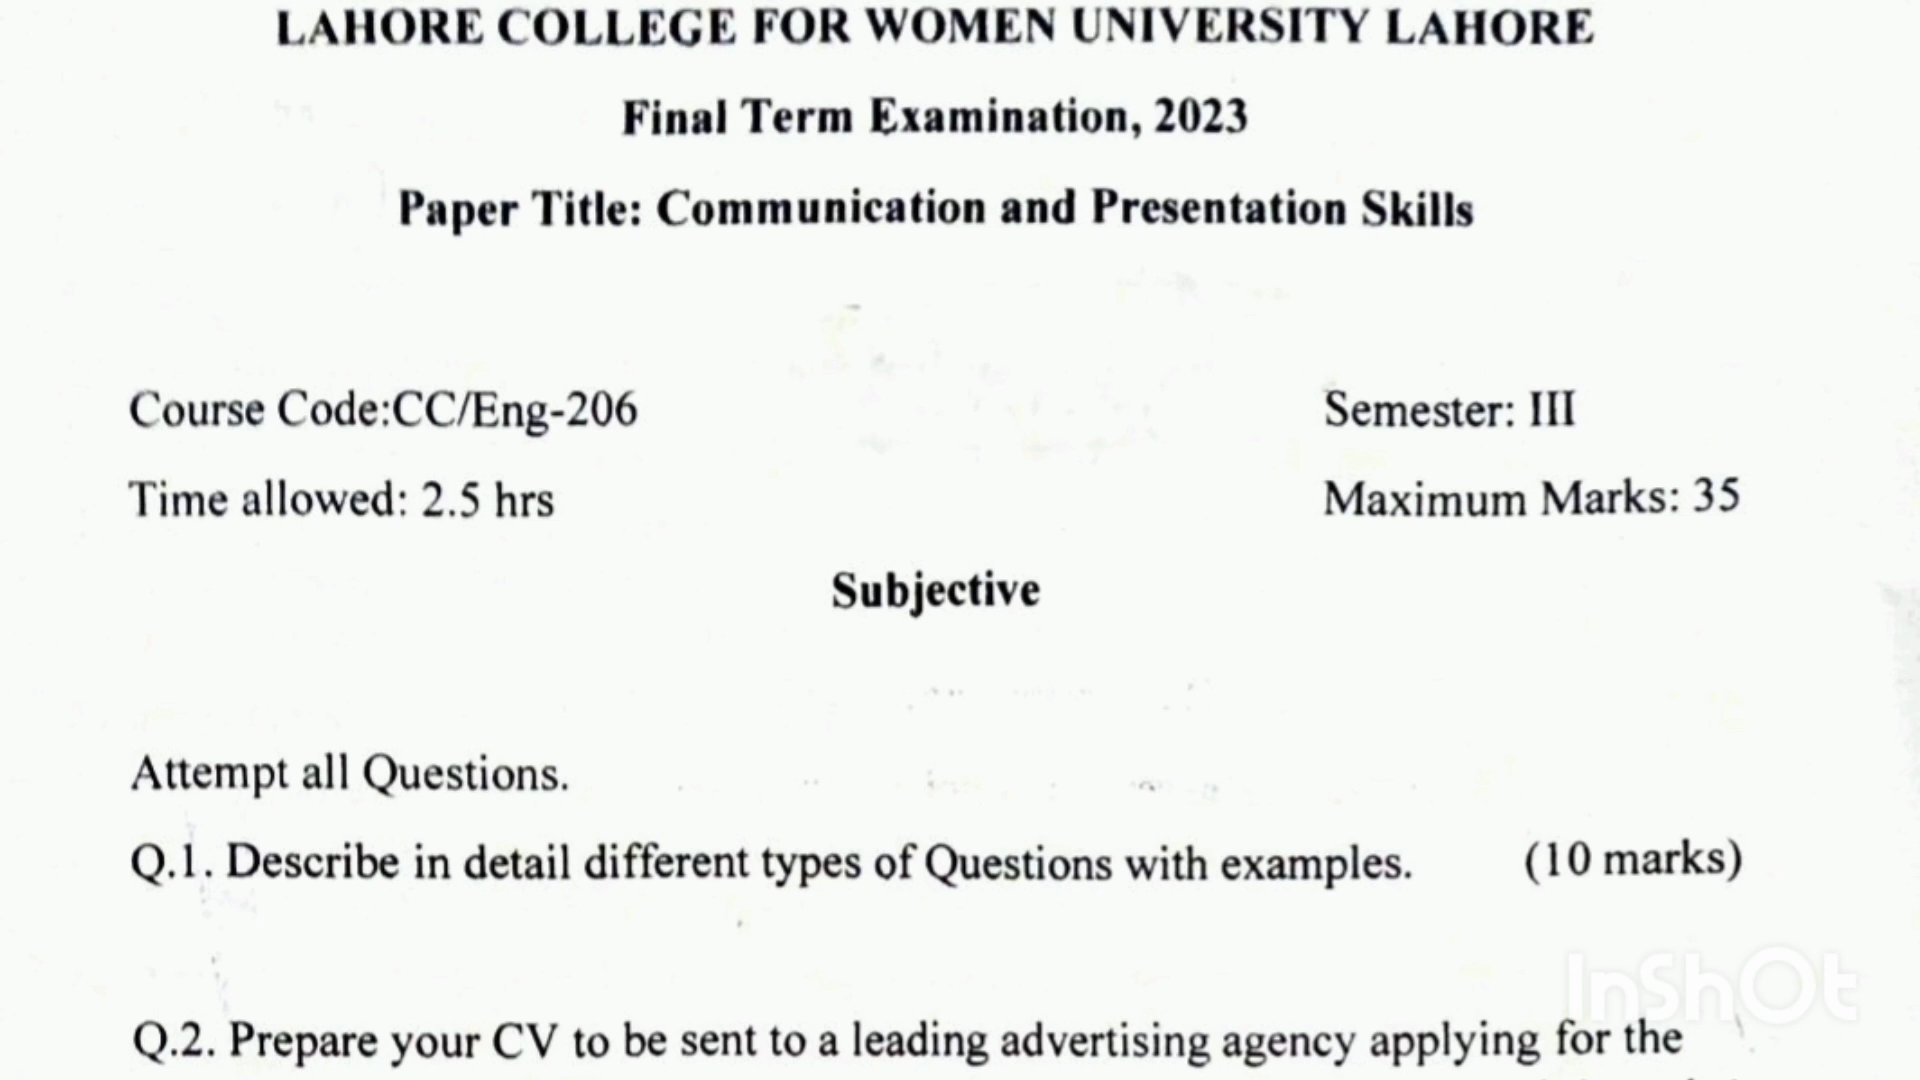 LAHORE COLLEGE FOR WOMEN UNIVERSITY LAHORE
Final Term Examination, 2023
Paper Title: Communication and Presentation Skills
Course Code:CC/Eng-206 Semester: III
Time allowed: 2.5 hrs Maximum Marks: 35
Subjective
Attempt all Questions.
Q.1. Describe in detail different types of Questions with examples. (10 marks)
InShOt
Q.2. Prepare your CV to be sent to a leading advertising agency applying for the